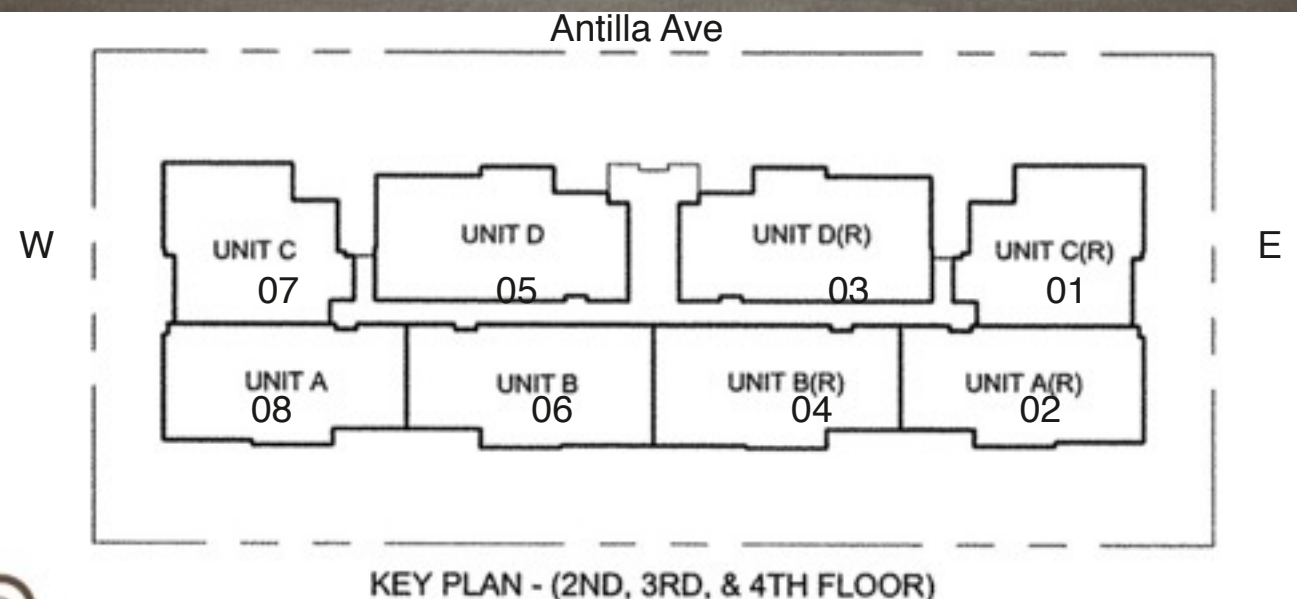 Antilla Ave
W
E
UNIT C
07
UNIT D
05
UNIT D(R)
03
UNIT C(R)
01
UNIT A
08
UNIT B
06
UNIT B(R)
04
UNIT A(R)
02
KEY PLAN - (2ND, 3RD, & 4TH FLOOR)